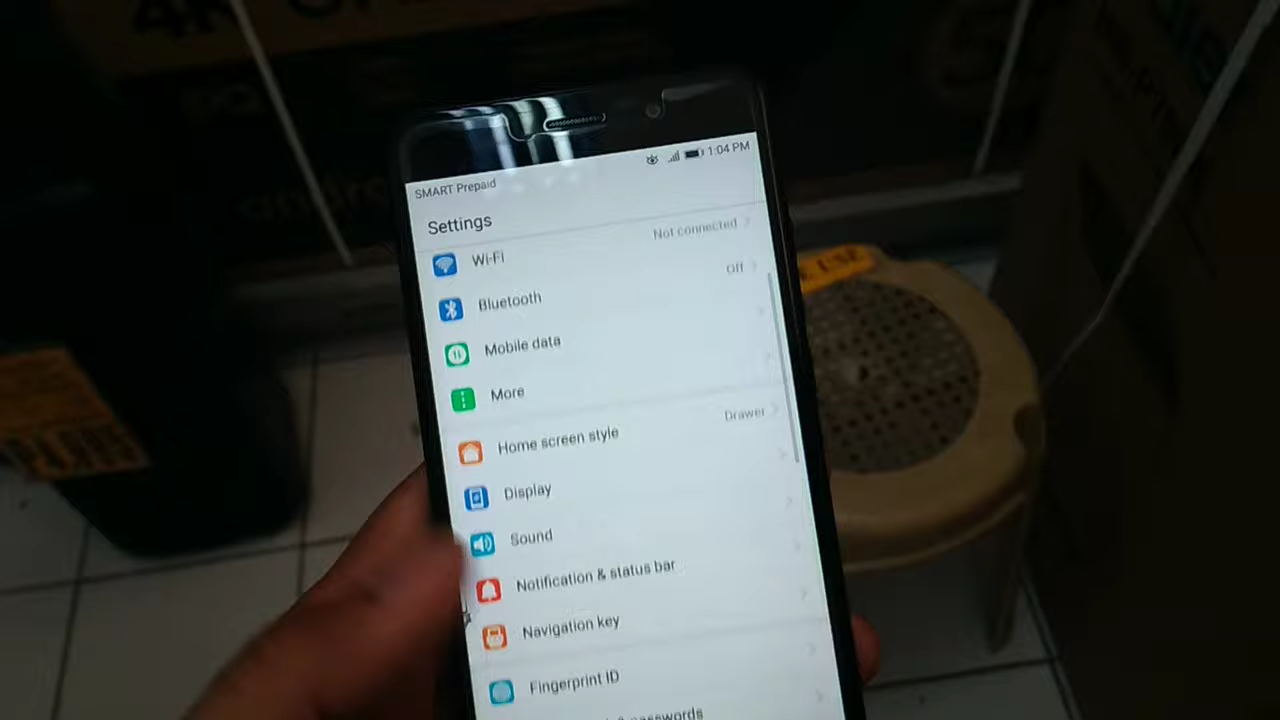 1:04 PM
SMART Prepaid
Settings
Wi-Fi Not connected
Bluetooth Off
Mobile data
More
Home screen style Drawer
Display
Sound
Notification & status bar
Navigation key
Fingerprint ID
& passwords